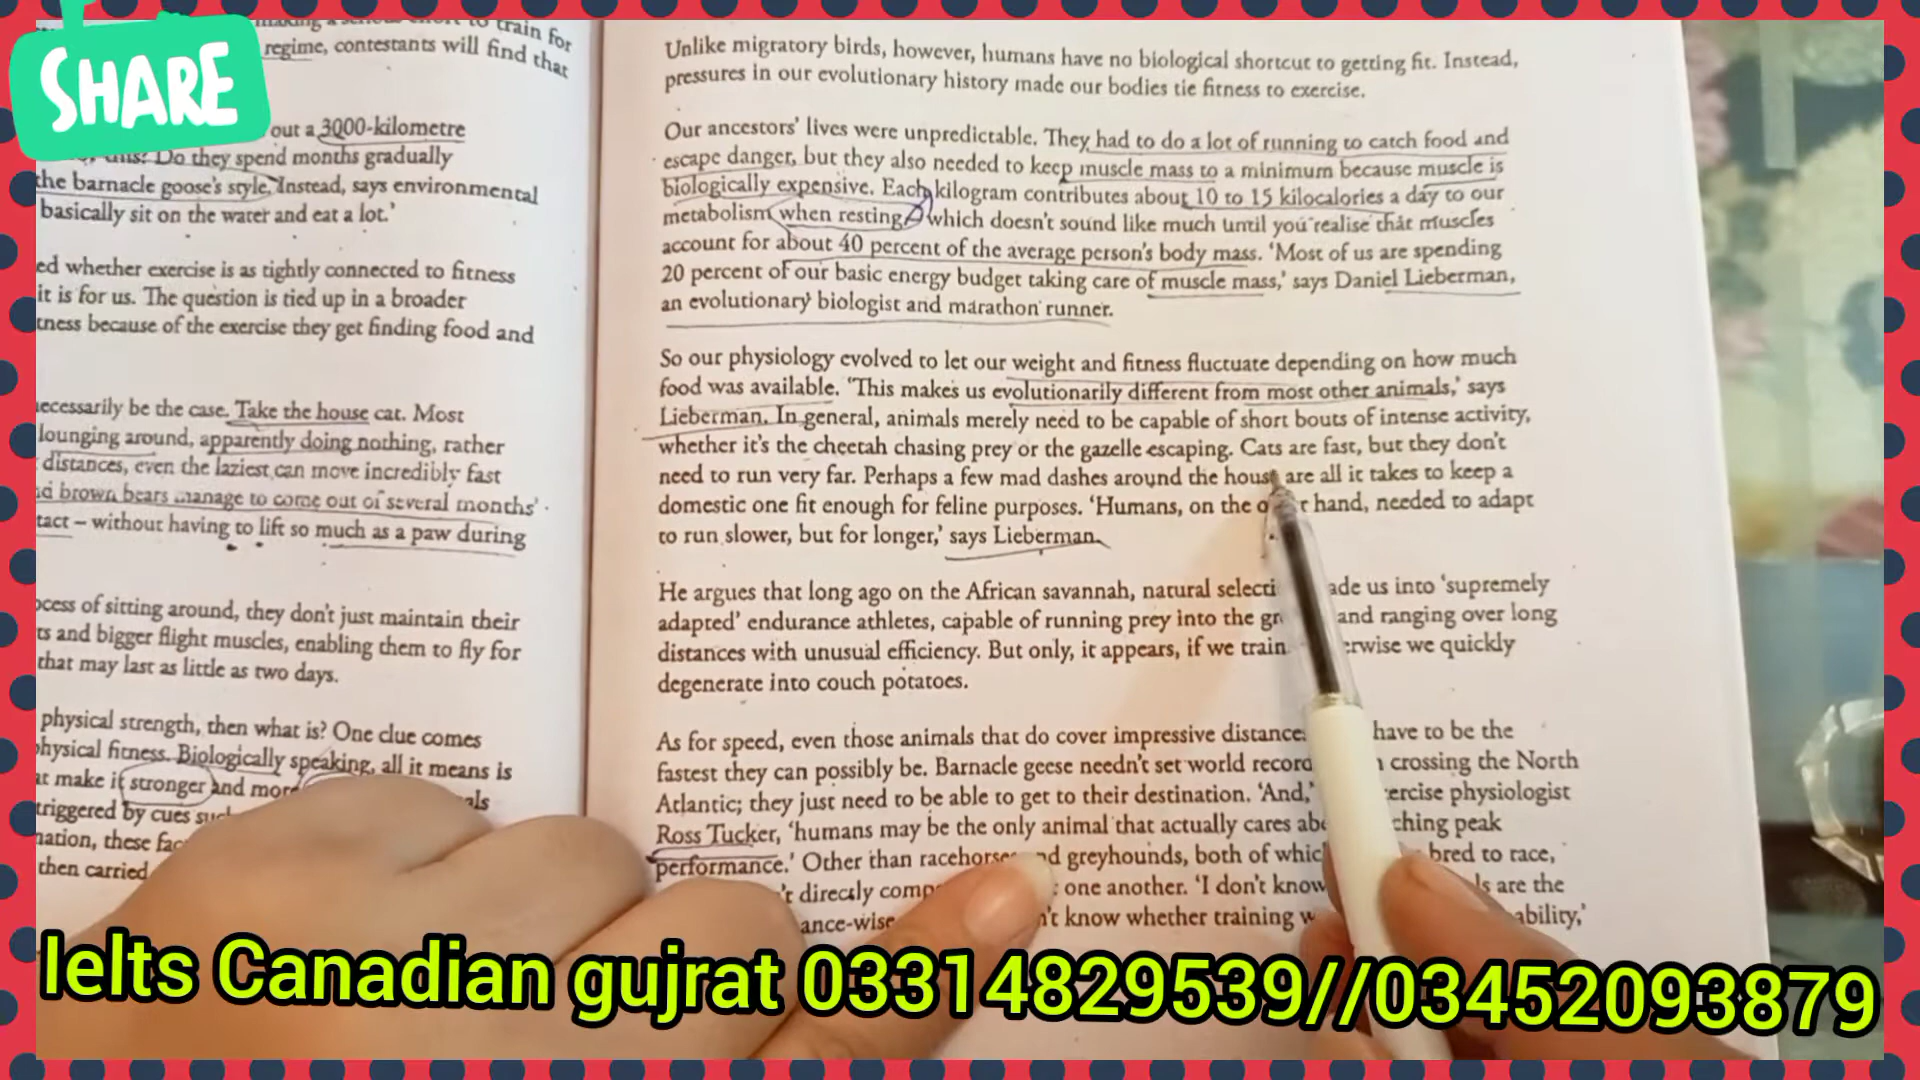 SHARE
train for
regime, contestants will find that
out a 3000-kilometre
this? Do they spend months gradually
the barnacle goose's style. Instead, says environmental
basically sit on the water and eat a lot.'
ed whether exercise is as tightly connected to fitness
it is for us. The question is tied up in a broader
tness because of the exercise they get finding food and
necessarily be the case. Take the house cat. Most
lounging around, apparently doing nothing, rather
distances, even the laziest can move incredibly fast
nd brown bears manage to come out of several months'
tact – without having to lift so much as a paw during
ocess of sitting around, they don't just maintain their
ts and bigger flight muscles, enabling them to fly for
that may last as little as two days.
physical strength, then what is? One clue comes
physical fitness. Biologically speaking, all it means is
at make it stronger and more
triggered by cues
nation, these
then carried
Unlike migratory birds, however, humans have no biological shortcut to getting fit. Instead,
pressures in our evolutionary history made our bodies tie fitness to exercise.
Our ancestors' lives were unpredictable. They had to do a lot of running to catch food and
escape danger, but they also needed to keep muscle mass to a minimum because muscle is
biologically expensive. Each kilogram contributes about 10 to 15 kilocalories a day to our
metabolism when resting, which doesn't sound like much until you realise that muscles
account for about 40 percent of the average person's body mass. 'Most of us are spending
20 percent of our basic energy budget taking care of muscle mass,' says Daniel Lieberman,
an evolutionary biologist and marathon runner.
So our physiology evolved to let our weight and fitness fluctuate depending on how much
food was available. 'This makes us evolutionarily different from most other animals,' says
Lieberman. In general, animals merely need to be capable of short bouts of intense activity,
whether it's the cheetah chasing prey or the gazelle escaping. Cats are fast, but they don't
need to run very far. Perhaps a few mad dashes around the house are all it takes to keep a
domestic one fit enough for feline purposes. 'Humans, on the other hand, needed to adapt
to run slower, but for longer,' says Lieberman.
He argues that long ago on the African savannah, natural selecti ade us into 'supremely
adapted' endurance athletes, capable of running prey into the gr and ranging over long
distances with unusual efficiency. But only, it appears, if we train. erwise we quickly
degenerate into couch potatoes.
As for speed, even those animals that do cover impressive distance have to be the
fastest they can possibly be. Barnacle geese needn't set world record crossing the North
Atlantic; they just need to be able to get to their destination. 'And,' ercise physiologist
Ross Tucker, 'humans may be the only animal that actually cares ab ching peak
performance.' Other than racehorses and greyhounds, both of which bred to race,
't directly comp one another. 'I don't know ls are the
ance-wise n't know whether training ability,'
Ielts Canadian gujrat 03314829539//03452093879